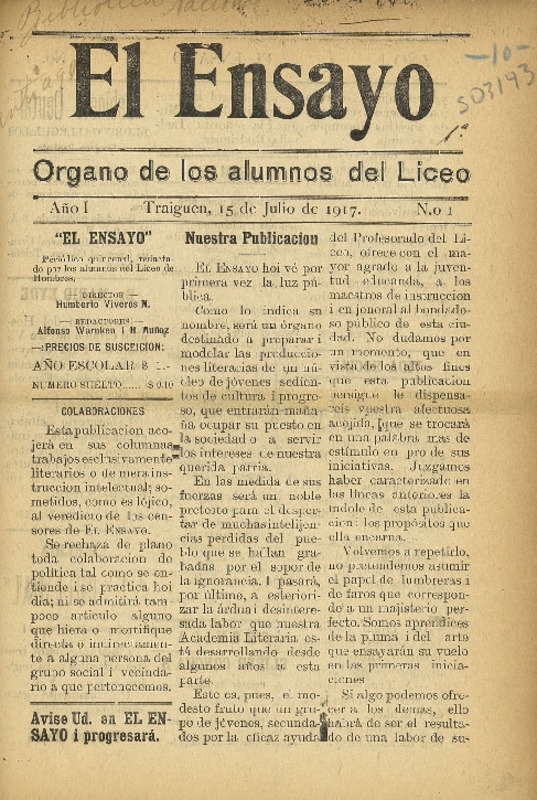 Biblioteca Nacional
-10-
503193
El Ensayo
Organo de los alumnos del Liceo
Año I Traiguén, 15 de Julio de 1917. N.o 1
"EL ENSAYO"
Periódico quincenal, redacta-
do por los alumnos del Liceo de
Hombres.
— DIRECTOR —
Humberto Viveros N.
— REDACTORES —
Alfonso Warnken i H. Muñoz
—:PRECIOS DE SUSCEICION:
AÑO ESCOLAR $ 1.-
NUMERO SUELTO...... $ 0.10
COLABORACIONES
Esta publicacion aco-
jerá en sus columnas
trabajos esclusivamente
literarios o de mera ins-
truccion intelectual; so-
metidos, como es lójico,
al veredicto de los cen-
sores de EL ENSAYO.
Se rechaza de plano
toda colaboracion de
política tal como se en-
tiende i se practica hoi
dia; ni se admitirá tam-
poco artículo alguno
que hiera o mortifique
directa o indirectamen-
te a alguna persona del
grupo social i vecinda-
rio a que pertenecemos.
Avise Ud. en EL EN-
SAYO i progresará.
Nuestra Publicacion
EL ENSAYO hoi vé por
primera vez la luz pú-
blica.
Como lo indica su
nombre, será un órgano
destinado a preparar i
modelar las produccio-
nes literarias de un nú-
cleo de jóvenes sedien-
tos de cultura i progre-
so, que entrarán maña-
na ocupar su puesto en
la sociedad o a servir
los intereses de nuestra
querida patria.
En las medida de sus
fuerzas será un noble
pretesto para el desper-
tar de muchas intelijen-
cias perdidas del pue-
blo que se hallan gra-
badas por el sopor de
la ignorancia. I pasará,
por último, a esteriori-
zar la árdua i desintere-
sada labor que nuestra
Academia Literaria es-
tá desarrollando desde
algunos años a esta
parte.
Este es, pues, el mo-
desto fruto que un gru-
po de jóvenes, secunda-
dos por la eficaz ayuda
del Profesorado del Li-
ceo, ofrece con el ma-
yor agrado a la juven-
tud educanda, a los
maestros de instruccion
i en jeneral al bondado-
so público de esta ciu-
dad. No dudamos por
un momento, que en
vista de los altos fines
que esta publicacion
persigue le dispensa-
reis vuestra afectuosa
acojida, que se trocará
en una palabra mas de
estímulo en pro de sus
iniciativas. Juzgamos
haber caracterizado en
las líneas anteriores la
índole de esta publica-
cion i los propósitos que
ella encarna.
Volvemos a repetirlo,
no pretendemos asumir
el papel de lumbreras i
de faros que correspon-
de a un majisterio per-
fecto. Somos aprendices
de la pluma i del arte
que ensayarán su vuelo
en las primeras inicia-
ciones
Si algo podemos ofre-
cer a los demas, ello
habrá de ser el resulta-
do de una labor de su-